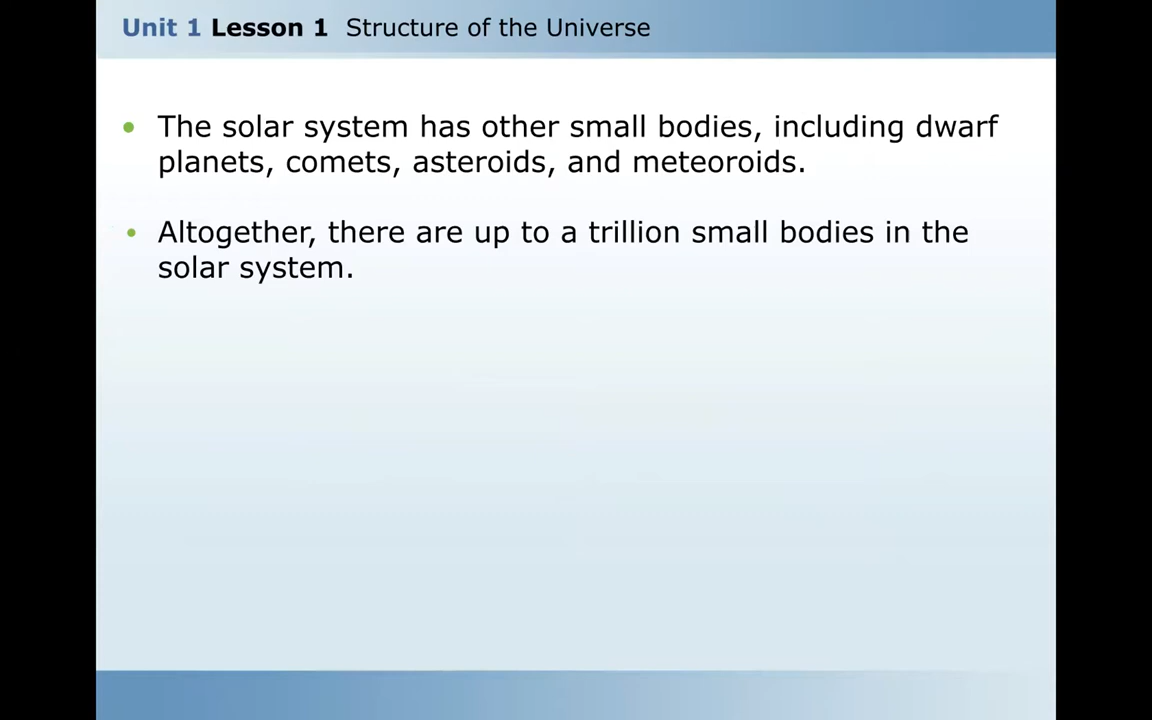 Unit 1 Lesson 1 Structure of the Universe
• The solar system has other small bodies, including dwarf
planets, comets, asteroids, and meteoroids.
• Altogether, there are up to a trillion small bodies in the
solar system.